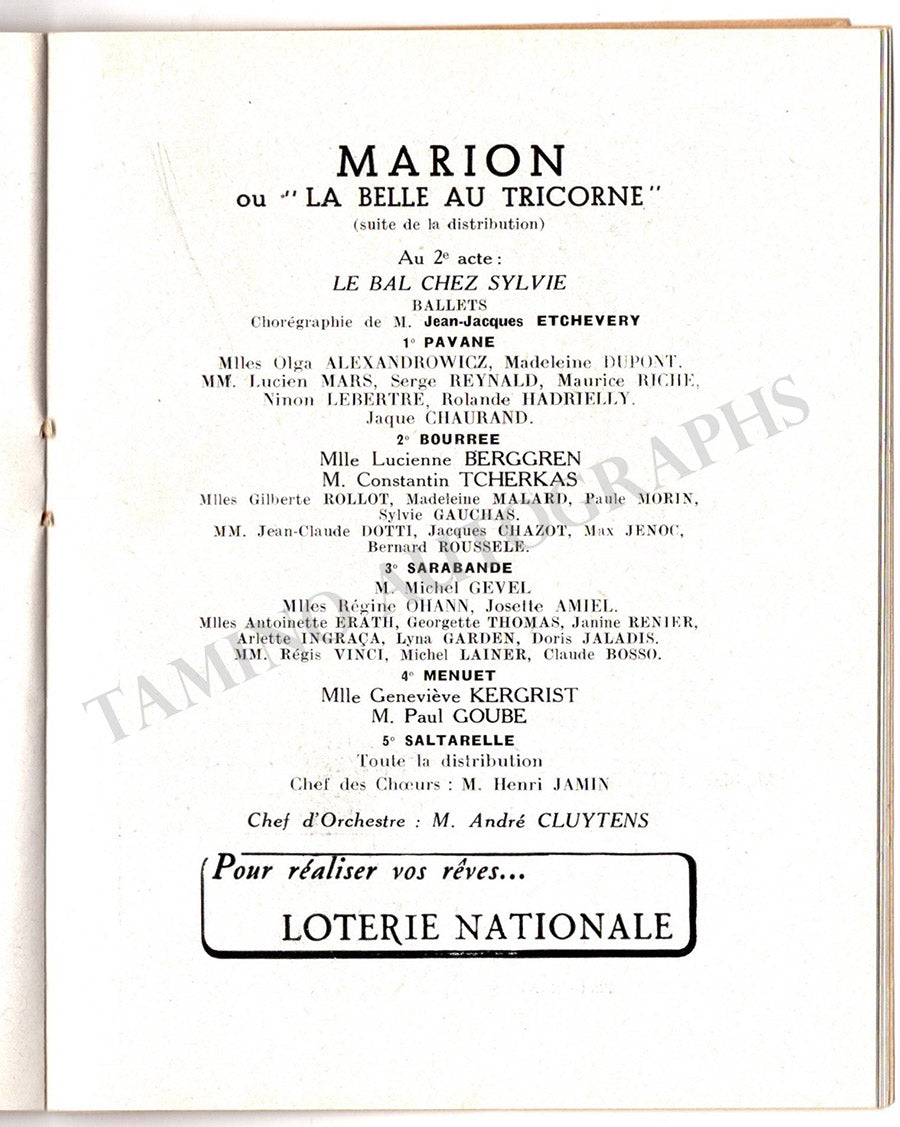 MARION
ou "LA BELLE AU TRICORNE"
(suite de la distribution)
Au 2e acte :
LE BAL CHEZ SYLVIE
BALLETS
Chorégraphie de M. Jean-Jacques ETCHEVERY
1° PAVANE
Mlles Olga ALEXANDROWICZ, Madeleine DUPONT.
MM. Lucien MARS, Serge REYNALD, Maurice RICHE,
Ninon LEBERTRE, Rolande HADRIELLY.
Jaque CHAURAND.
2° BOURREE
Mlle Lucienne BERGGREN
M. Constantin TCHERKAS
Mlles Gilberte ROLLOT, Madeleine MALARD, Paule MORIN,
Sylvie GAUCHAS.
MM. Jean-Claude DOTTI, Jacques CHAZOT, Max JENOC,
Bernard ROUSSELE.
3° SARABANDE
M. Michel GEVEL
Mlles Régine OHANN, Josette AMIEL.
Mlles Antoinette ERATH, Georgette THOMAS, Janine RENIER,
Arlette INGRAÇA, Lyna GARDEN, Doris JALADIS.
MM. Régis VINCI, Michel LAINER, Claude BOSSO.
4° MENUET
Mlle Geneviève KERGRIST
M. Paul GOUBE
5° SALTARELLE
Toute la distribution
Chef des Chœurs : M. Henri JAMIN
Chef d'Orchestre : M. André CLUYTENS
Pour réaliser vos rêves...
LOTERIE NATIONALE
TAMINO AUTOGRAPHS